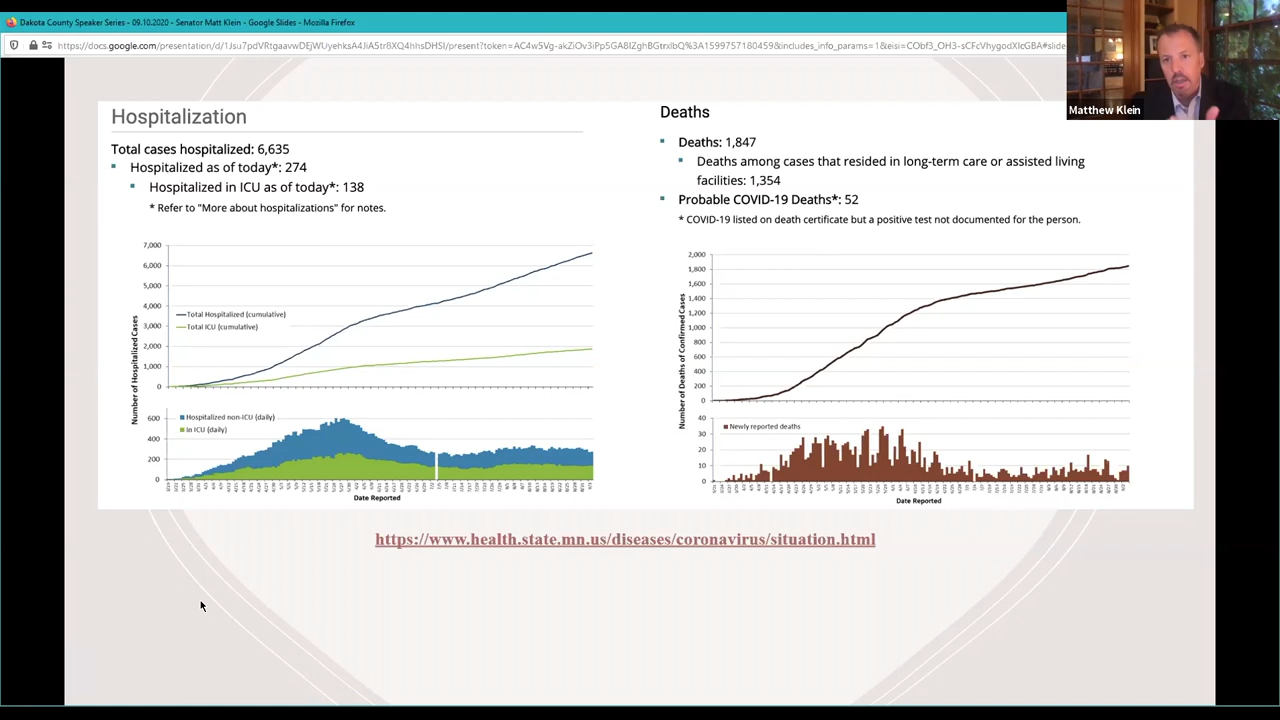 Dakota County Speaker Series - 09.10.2020 - Senator Matt Klein - Google Slides - Mozilla Firefox
Matthew Klein
Hospitalization
Total cases hospitalized: 6,635
Hospitalized as of today*: 274
Hospitalized in ICU as of today*: 138
* Refer to "More about hospitalizations" for notes.
Number of Hospitalized Cases
7,000
6,000
5,000
4,000
3,000
2,000
1,000
0
Total Hospitalized (cumulative)
Total ICU (cumulative)
600
400
200
0
Hospitalized non-ICU (daily)
In ICU (daily)
Date Reported
Deaths
Deaths: 1,847
Deaths among cases that resided in long-term care or assisted living
facilities: 1,354
Probable COVID-19 Deaths*: 52
* COVID-19 listed on death certificate but a positive test not documented for the person.
Number of Deaths of Confirmed Cases
2,000
1,800
1,600
1,400
1,200
1,000
800
600
400
200
0
40
30
20
10
0
Newly reported deaths
Date Reported
https://www.health.state.mn.us/diseases/coronavirus/situation.html